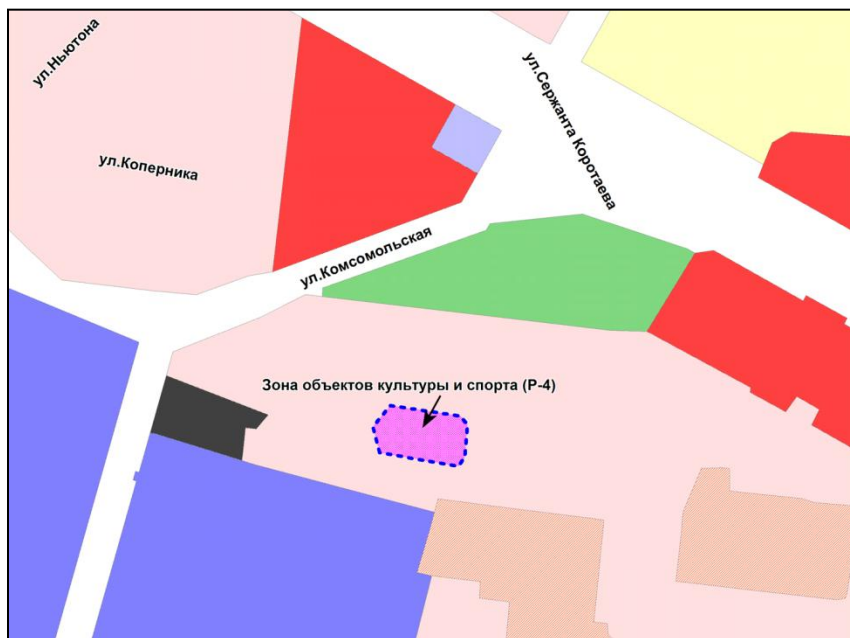 ул.Ньютона
ул.Сержанта Коротаева
ул.Коперника
ул.Комсомольская
Зона объектов культуры и спорта (Р-4)